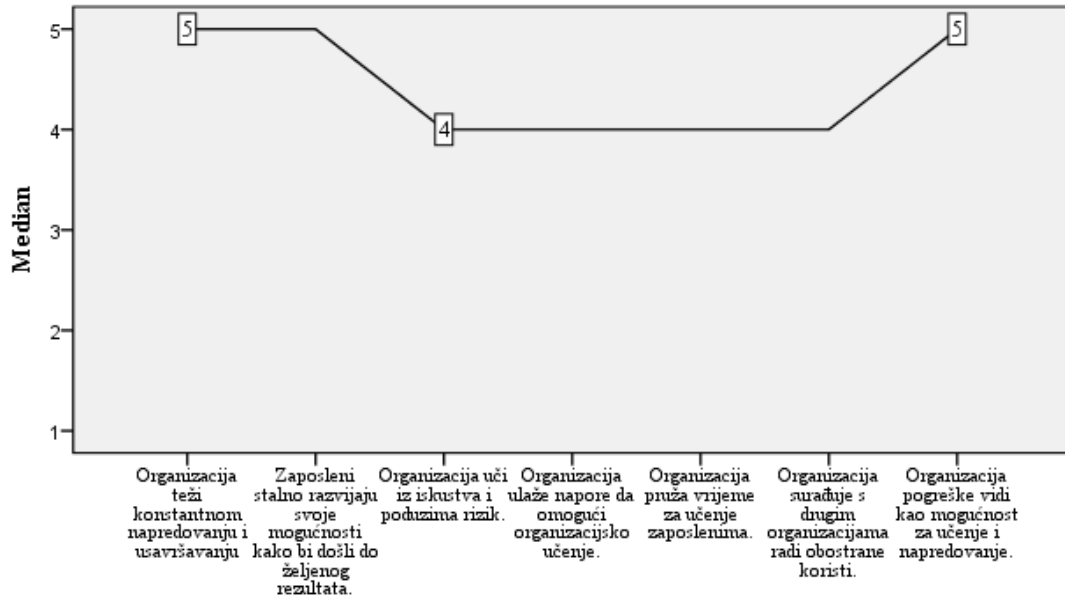 Median
5
4
3
2
1
5
4
5
Organizacija
teži
konstantnom
napredovanju i
usavršavanju
Zaposleni
stalno razvijaju
svoje
mogućnosti
kako bi došli do
željenog
rezultata.
Organizacija uči
iz iskustva i
poduzima rizik.
Organizacija
ulaže napore da
omogući
organizacijsko
učenje.
Organizacija
pruža vrijeme
za učenje
zaposlenima.
Organizacija
surađuje s
drugim
organizacijama
radi obostrane
koristi.
Organizacija
pogreške vidi
kao mogućnost
za učenje i
napredovanje.